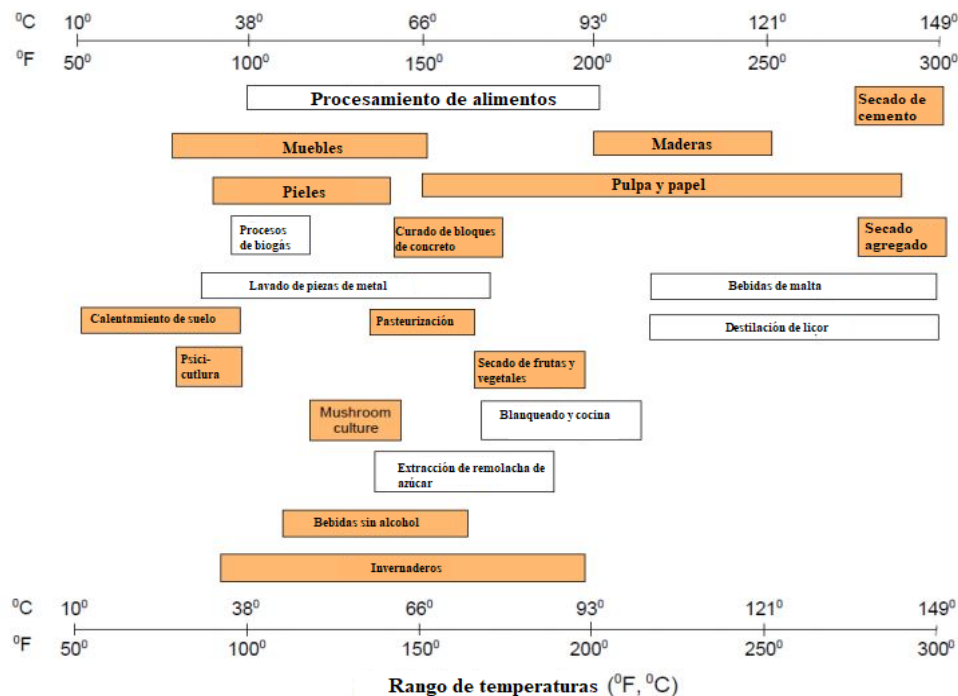 ⁰C 10⁰ 38⁰ 66⁰ 93⁰ 121⁰ 149⁰
⁰F 50⁰ 100⁰ 150⁰ 200⁰ 250⁰ 300⁰
Procesamiento de alimentos
Secado de
cemento
Muebles
Maderas
Pieles
Pulpa y papel
Procesos
de biogás
Curado de bloques
de concreto
Secado
agregado
Lavado de piezas de metal
Bebidas de malta
Calentamiento de suelo
Pasteurización
Destilación de licor
Psici-
cutlura
Secado de frutas y
vegetales
Mushroom
culture
Blanqueado y cocina
Extracción de remolacha de
azúcar
Bebidas sin alcohol
Invernaderos
⁰C 10⁰ 38⁰ 66⁰ 93⁰ 121⁰ 149⁰
⁰F 50⁰ 100⁰ 150⁰ 200⁰ 250⁰ 300⁰
Rango de temperaturas (⁰F, ⁰C)